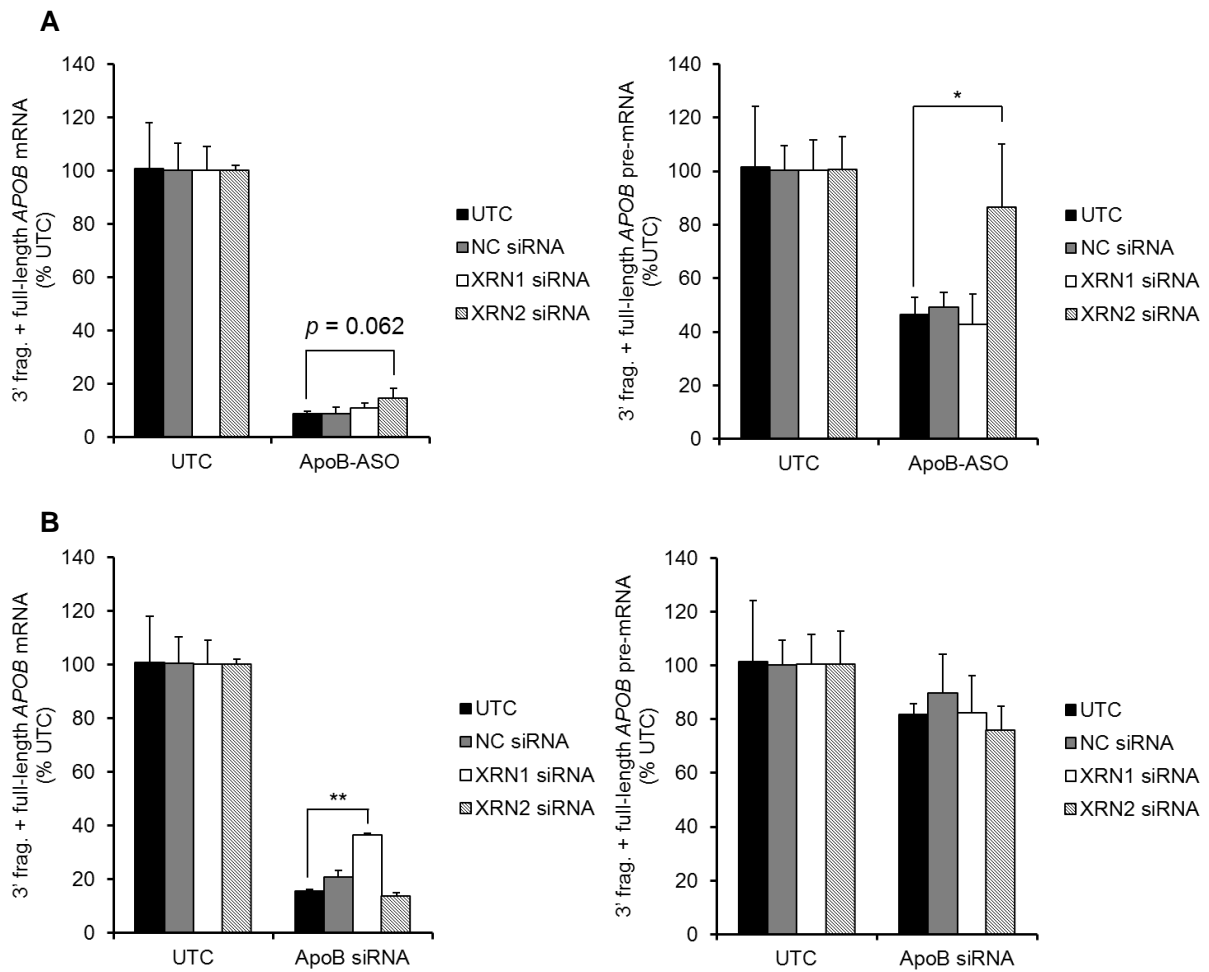 A
3' frag. + full-length APOB mRNA
(% UTC)
140
120
100
80
60
40
20
0
p = 0.062
UTC
ApoB-ASO
UTC
NC siRNA
XRN1 siRNA
XRN2 siRNA
3' frag. + full-length APOB pre-mRNA
(%UTC)
140
120
100
80
60
40
20
0
*
UTC
ApoB-ASO
UTC
NC siRNA
XRN1 siRNA
XRN2 siRNA
B
3' frag. + full-length APOB mRNA
(% UTC)
140
120
100
80
60
40
20
0
**
UTC
ApoB siRNA
UTC
NC siRNA
XRN1 siRNA
XRN2 siRNA
3' frag. + full-length APOB pre-mRNA
(% UTC)
140
120
100
80
60
40
20
0
UTC
ApoB siRNA
UTC
NC siRNA
XRN1 siRNA
XRN2 siRNA